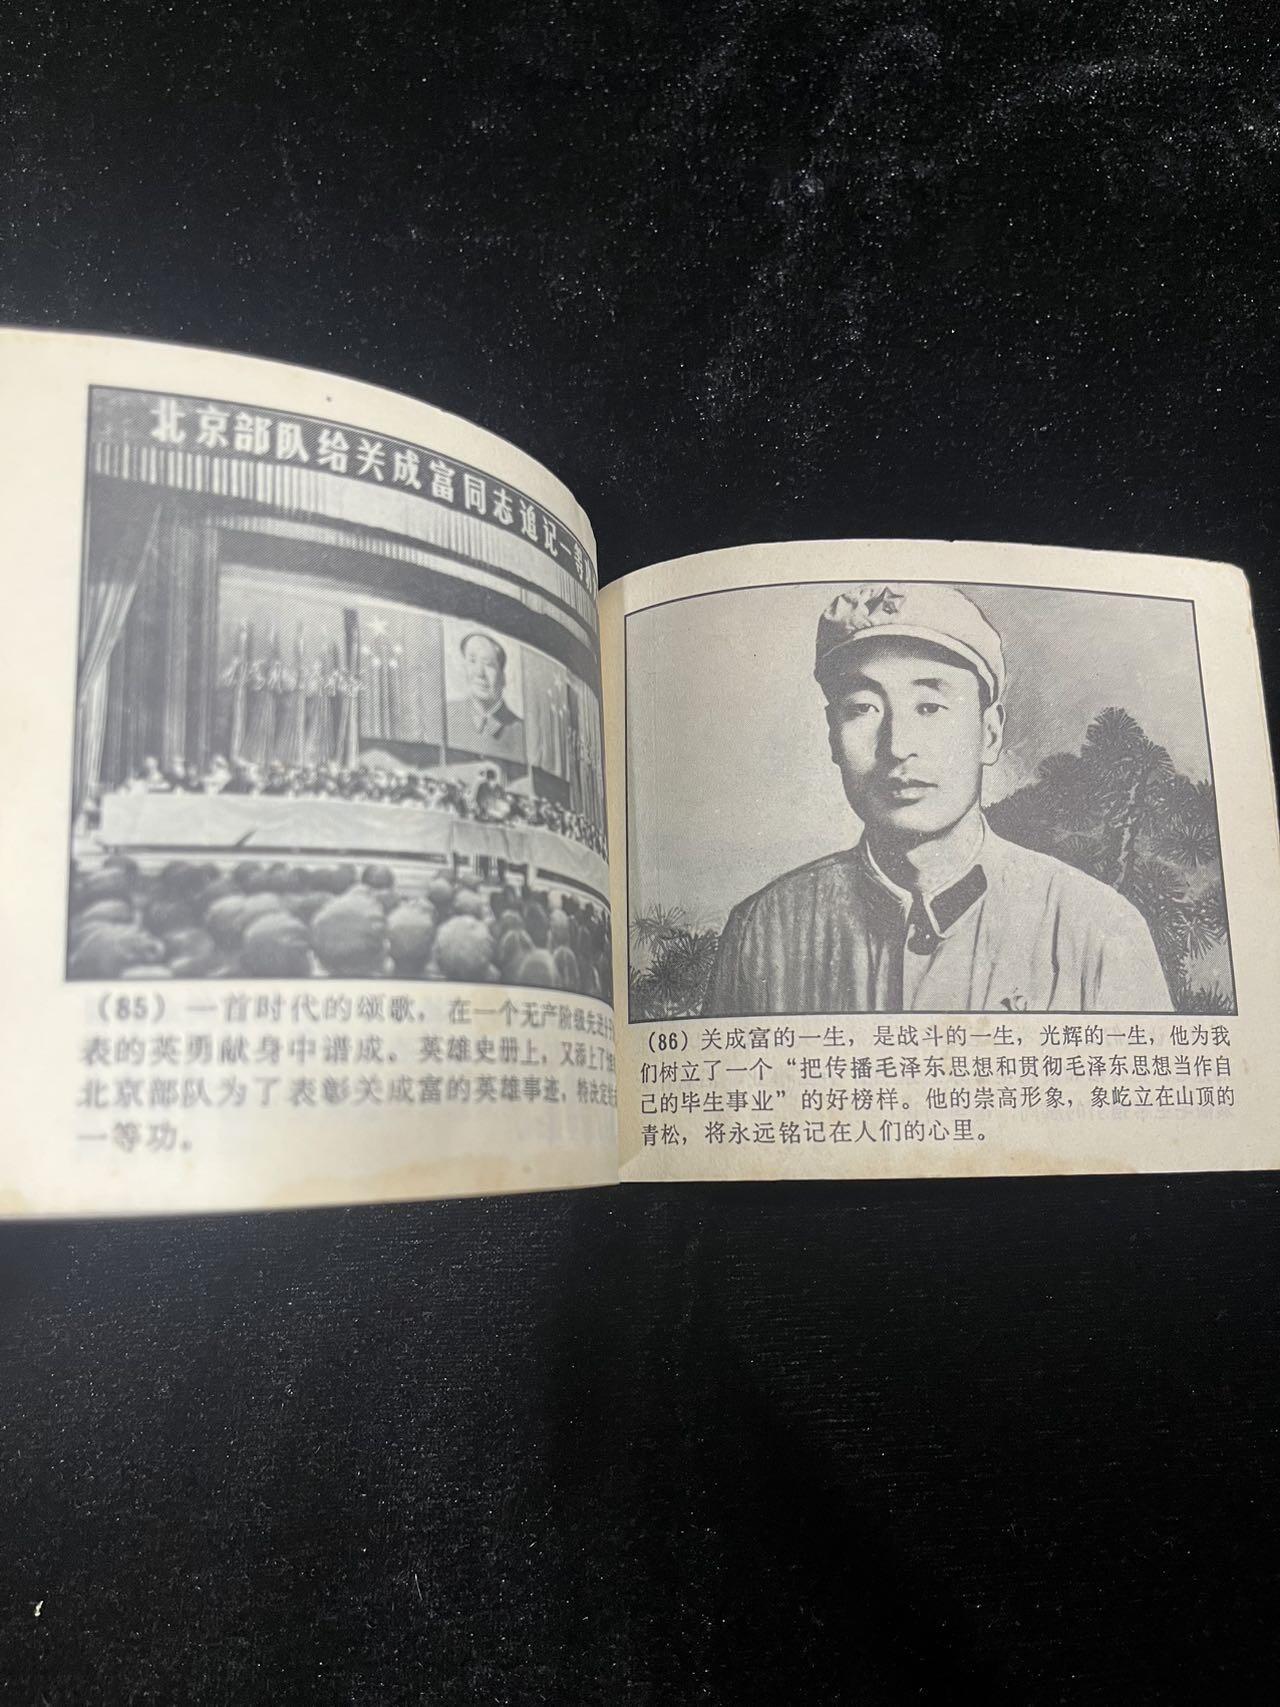 北京部队给关成富同志追记一等
(85) 一首时代的颂歌，在一个无产阶级先进
表的英勇献身中谱成。英雄史册上，又添上了
北京部队为了表彰关成富的英雄事迹，特决定
一等功。
(86) 关成富的一生，是战斗的一生，光辉的一生，他为我
们树立了一个“把传播毛泽东思想和贯彻毛泽东思想当作自
己的毕生事业”的好榜样。他的崇高形象，象屹立在山顶的
青松，将永远铭记在人们的心里。